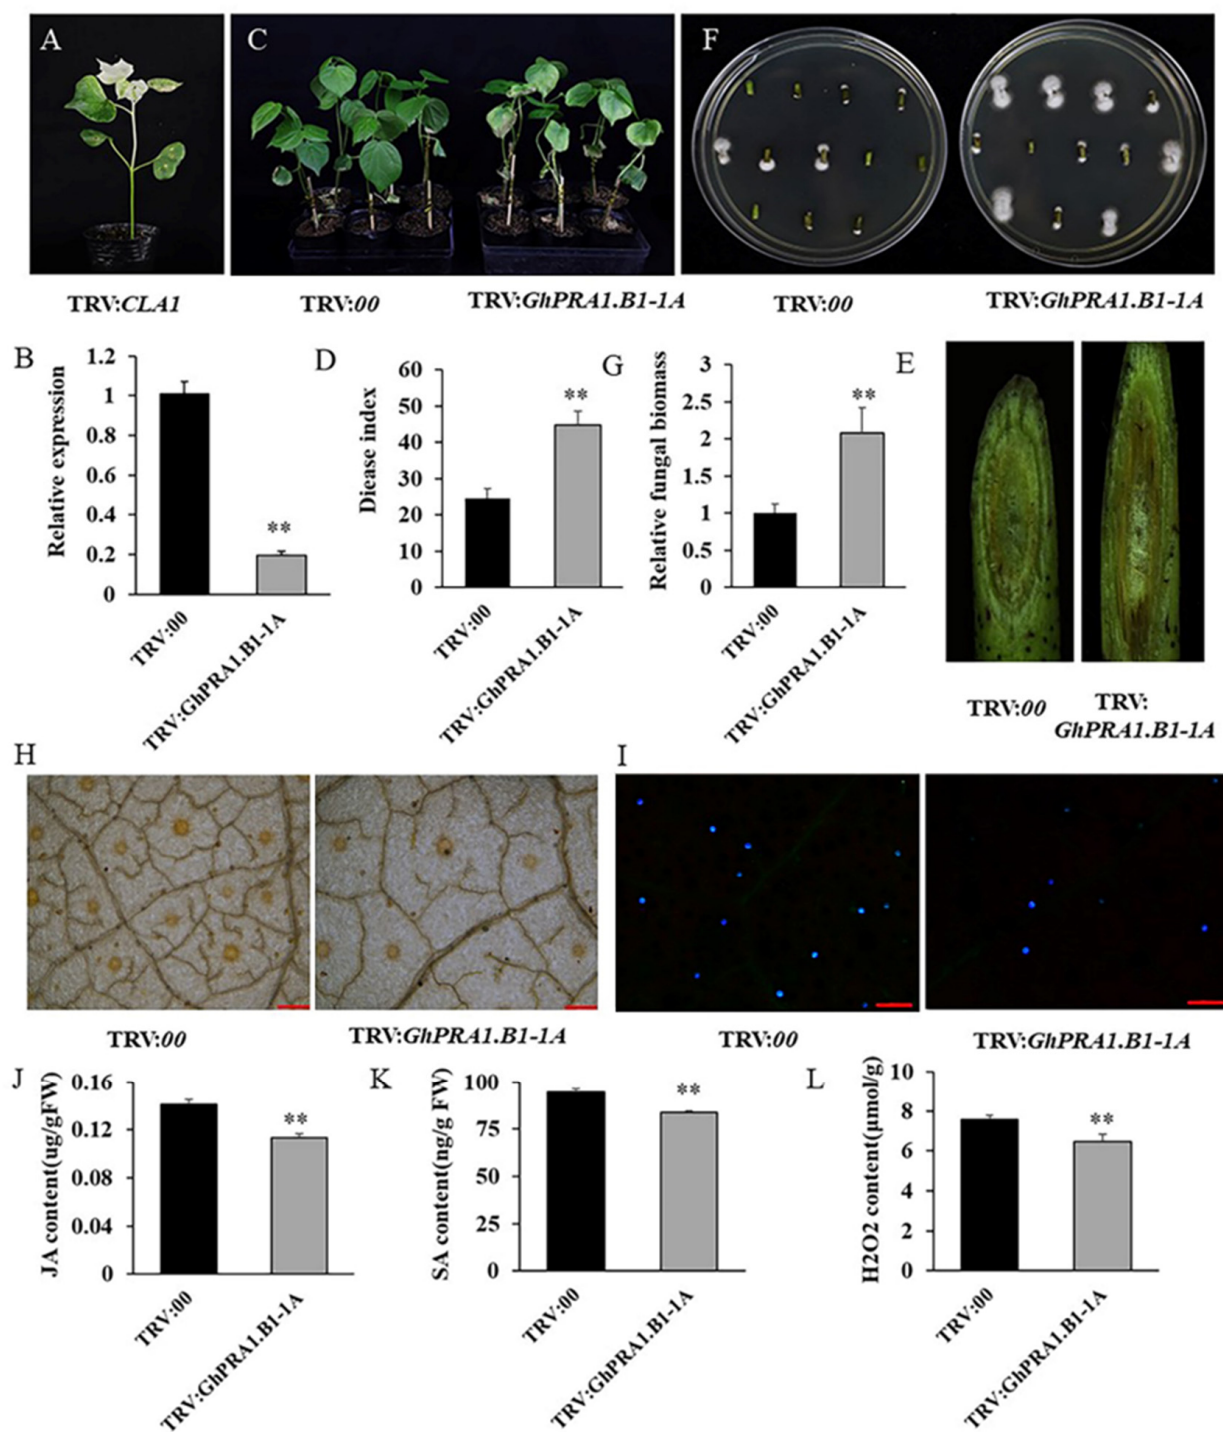 A
C
F
TRV:CLA1
TRV:00
TRV:GhPRA1.B1-1A
TRV:00
TRV:GhPRA1.B1-1A
B
Relative expression
1.2
1
0.8
0.6
0.4
0.2
0
**
TRV:00
TRV:GhPRA1.B1-1A
D
Diease index
60
50
40
30
20
10
0
**
TRV:00
TRV:GhPRA1.B1-1A
G
Relative fungal biomass
3
2.5
2
1.5
1
0.5
0
**
TRV:00
TRV:GhPRA1.B1-1A
E
TRV:00
TRV:
GhPRA1.B1-1A
H
TRV:00
TRV:GhPRA1.B1-1A
I
TRV:00
TRV:GhPRA1.B1-1A
J
JA content(ug/gFW)
0.16
0.12
0.08
0.04
0
**
TRV:00
TRV:GhPRA1.B1-1A
K
SA content(ng/g FW)
100
75
50
25
0
**
TRV:00
TRV:GhPRA1.B1-1A
L
H2O2 content(μmol/g)
10
8
6
4
2
0
**
TRV:00
TRV:GhPRA1.B1-1A